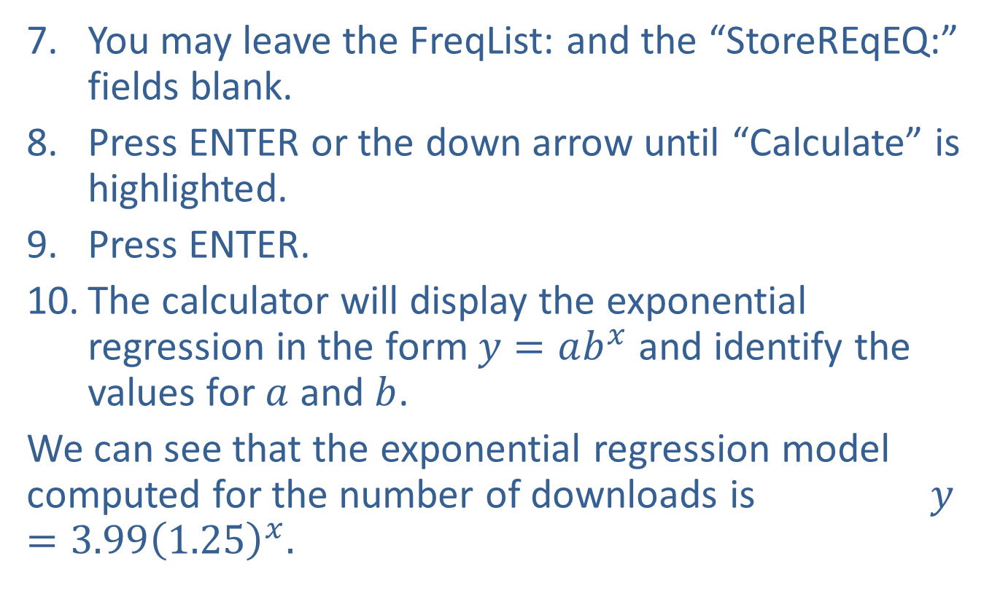 7. You may leave the FreqList: and the “StoreREqEQ:”
fields blank.
8. Press ENTER or the down arrow until “Calculate” is
highlighted.
9. Press ENTER.
10. The calculator will display the exponential
regression in the form 𝑦 = 𝑎𝑏ˣ and identify the
values for 𝑎 and 𝑏.
We can see that the exponential regression model
computed for the number of downloads is 𝑦
= 3.99(1.25)ˣ.